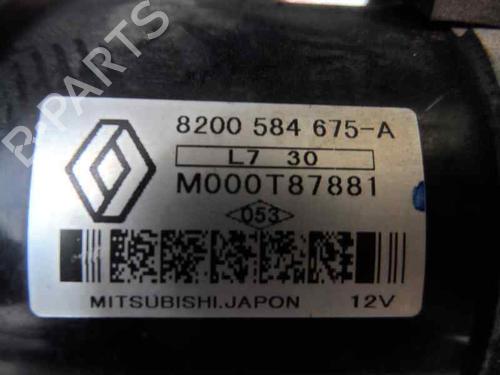 8200 584 675-A
L7 30
M000T87881
053
MITSUBISHI.JAPON 12V
B-PARTS